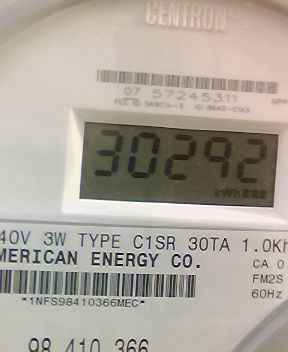 CENTRON®
07 57245311
30292
kWh
40V 3W TYPE C1SR 30TA 1.0Kh
MERICAN ENERGY CO.
CA 0
FM2S
60Hz
*1NFS98410366MEC*
98 410 366